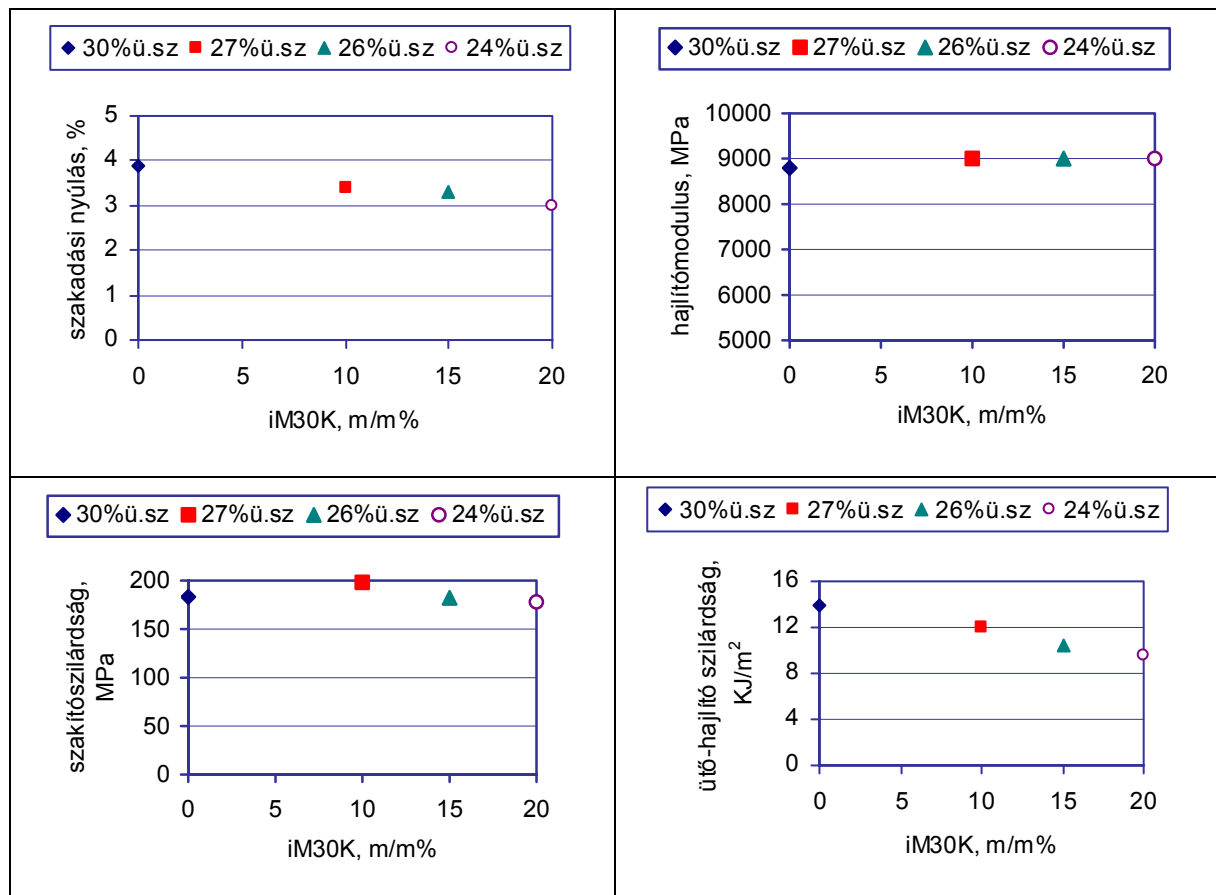 30%ü.sz 27%ü.sz 26%ü.sz 24%ü.sz
szakadási nyúlás, %
5
4
3
2
1
0
0 5 10 15 20
iM30K, m/m%
30%ü.sz 27%ü.sz 26%ü.sz 24%ü.sz
hajlítómodulus, MPa
10000
9000
8000
7000
6000
5000
0 5 10 15 20
iM30K, m/m%
30%ü.sz 27%ü.sz 26%ü.sz 24%ü.sz
szakítószilárdság,
MPa
200
150
100
50
0
0 5 10 15 20
iM30K, m/m%
30%ü.sz 27%ü.sz 26%ü.sz 24%ü.sz
ütő-hajlító szilárdság,
KJ/m²
16
12
8
4
0
0 5 10 15 20
iM30K, m/m%